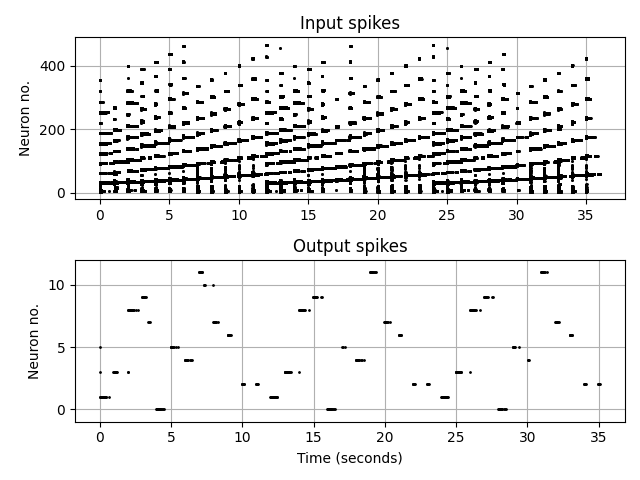 Input spikes
Neuron no.
400
200
0
0 5 10 15 20 25 30 35
Output spikes
Neuron no.
10
5
0
0 5 10 15 20 25 30 35
Time (seconds)